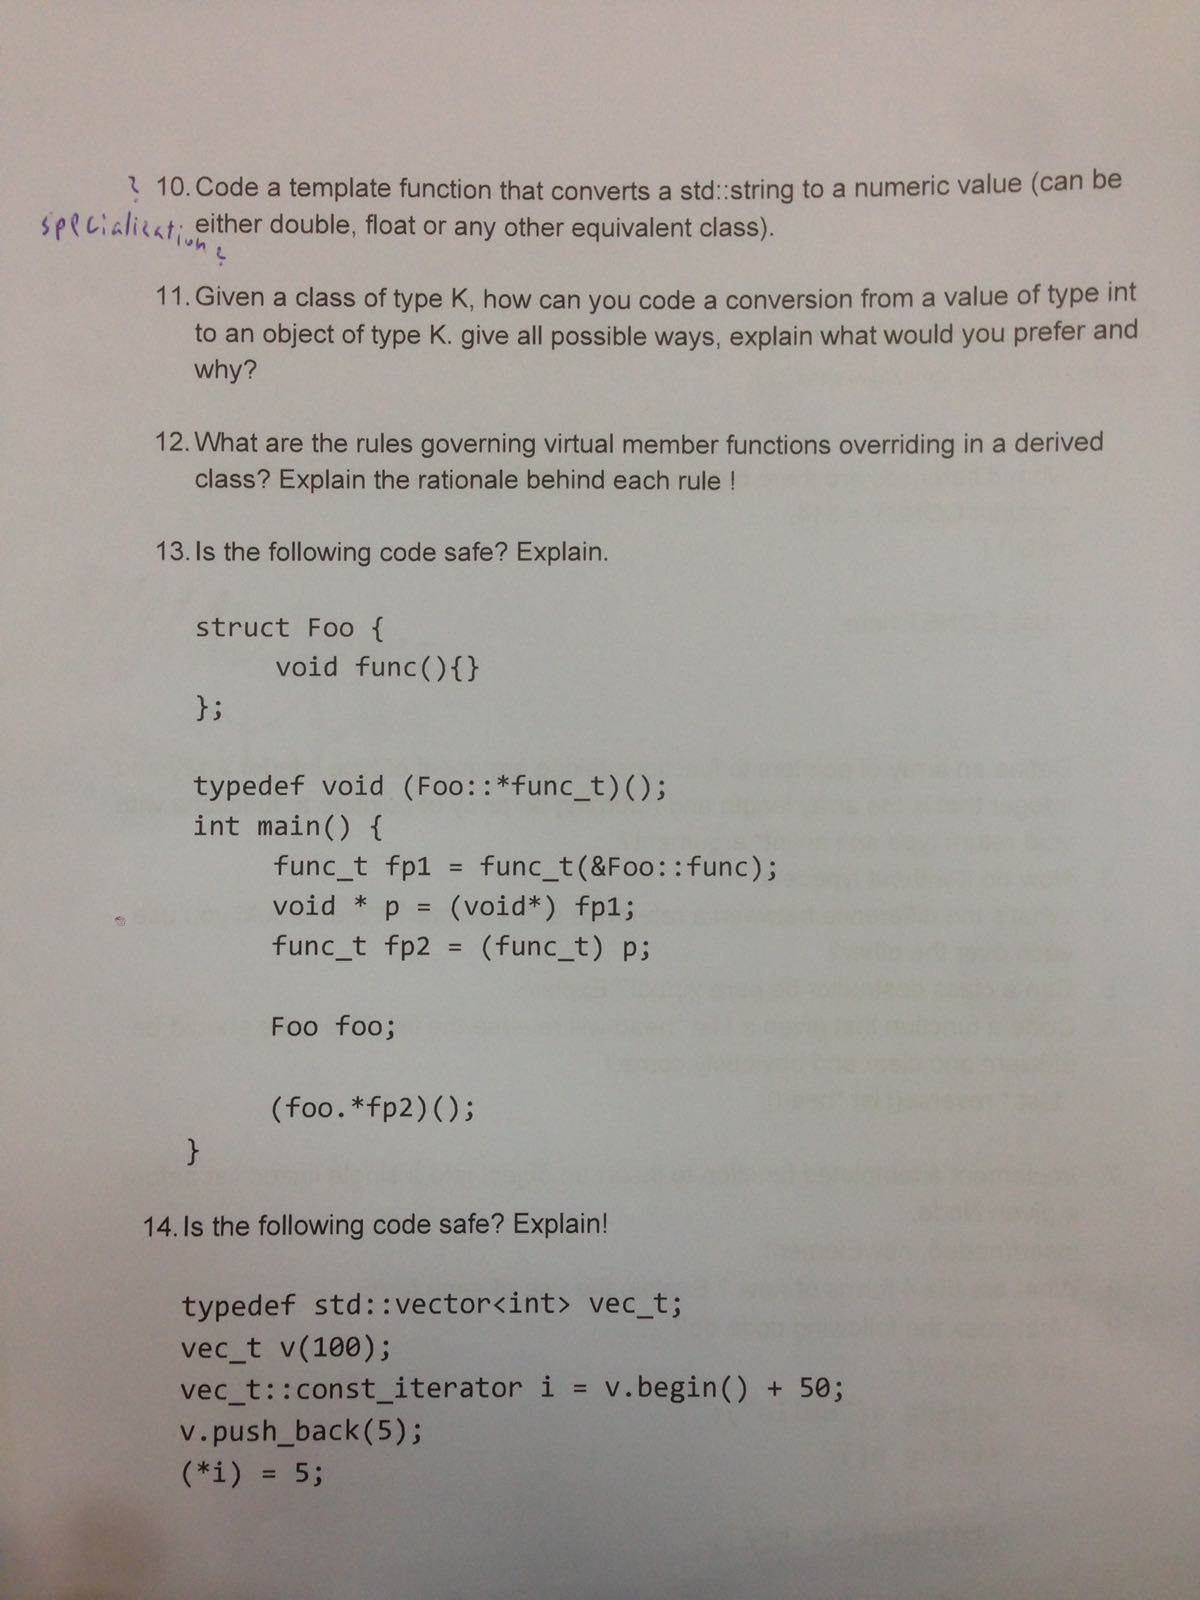 ? 10. Code a template function that converts a std::string to a numeric value (can be
specialization? either double, float or any other equivalent class).
11. Given a class of type K, how can you code a conversion from a value of type int
to an object of type K. give all possible ways, explain what would you prefer and
why?
12. What are the rules governing virtual member functions overriding in a derived
class? Explain the rationale behind each rule !
13. Is the following code safe? Explain.
struct Foo {
void func(){}
};
typedef void (Foo::*func_t)();
int main() {
func_t fp1 = func_t(&Foo::func);
void * p = (void*) fp1;
func_t fp2 = (func_t) p;
Foo foo;
(foo.*fp2)();
}
14. Is the following code safe? Explain!
typedef std::vector<int> vec_t;
vec_t v(100);
vec_t::const_iterator i = v.begin() + 50;
v.push_back(5);
(*i) = 5;